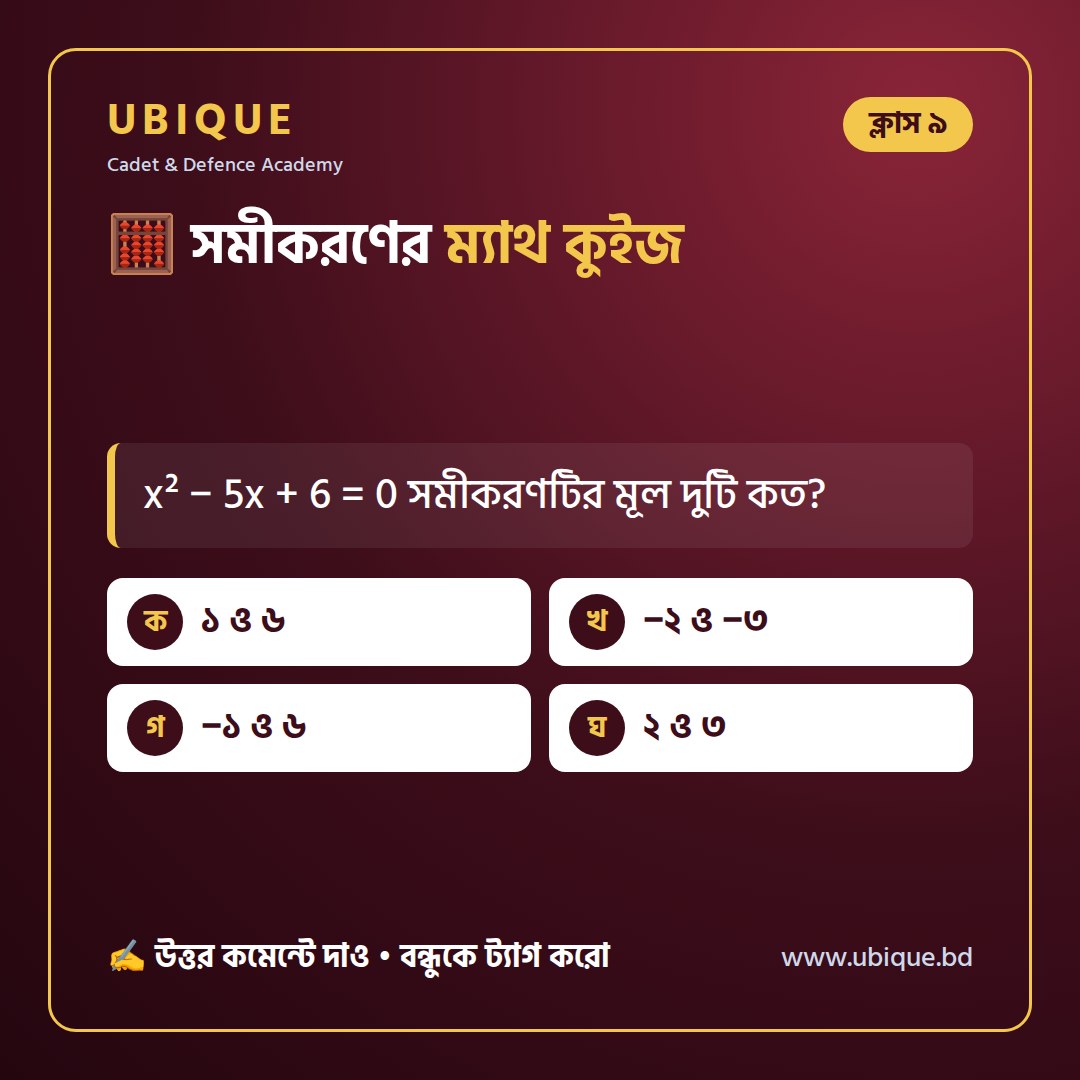 UBIQUE
Cadet & Defence Academy
ক্লাস ৯
🧮 সমীকরণের ম্যাথ কুইজ
x² − 5x + 6 = 0 সমীকরণটির মূল দুটি কত?
ক ১ ও ৬
খ −২ ও −৩
গ −১ ও ৬
ঘ ২ ও ৩
✍️ উত্তর কমেন্টে দাও • বন্ধুকে ট্যাগ করো
www.ubique.bd